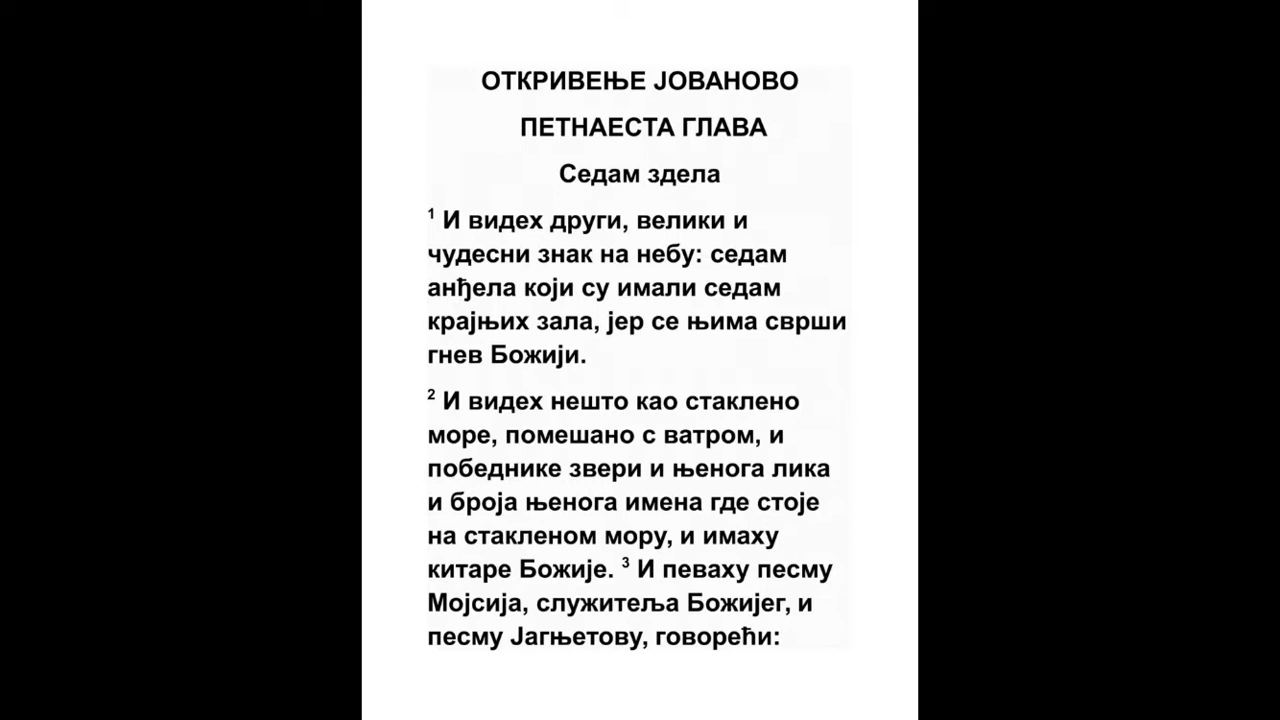 ОТКРИВЕЊЕ ЈОВАНОВО
ПЕТНАЕСТА ГЛАВА
Седам здела
¹ И видех други, велики и
чудесни знак на небу: седам
анђела који су имали седам
крајњих зала, јер се њима сврши
гнев Божији.
² И видех нешто као стаклено
море, помешано с ватром, и
победнике звери и њенога лика
и броја њенога имена где стоје
на стакленом мору, и имаху
китаре Божије. ³ И певаху песму
Мојсија, служитеља Божијег, и
песму Јагњетову, говорећи: